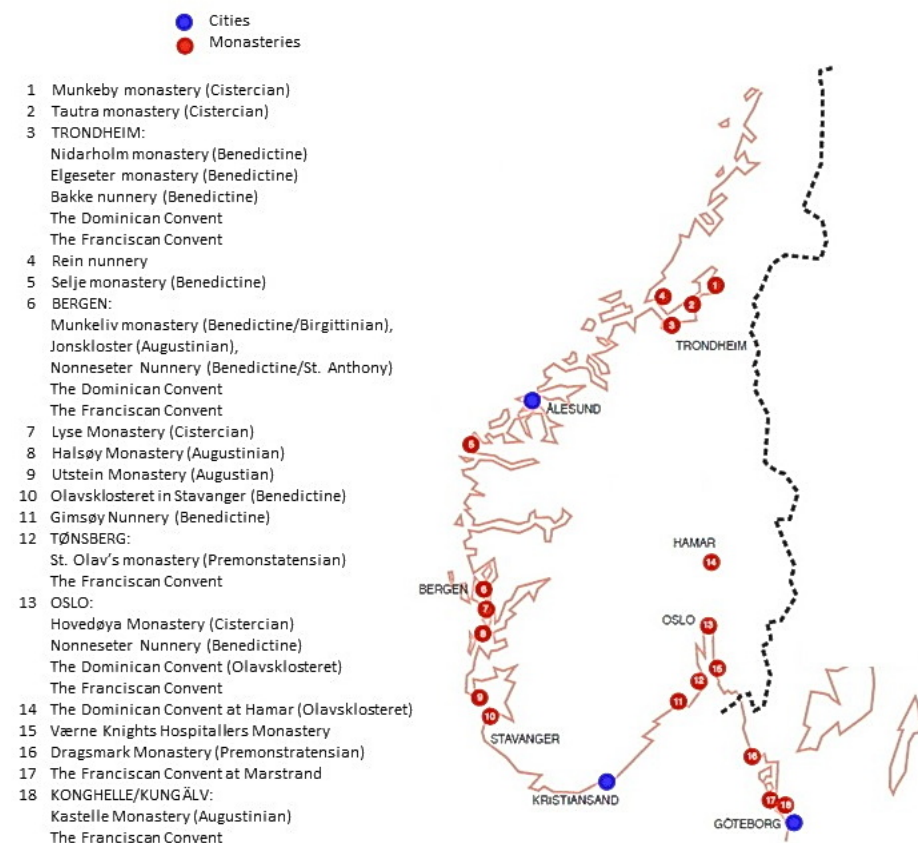 Cities
Monasteries
1 Munkeby monastery (Cistercian)
2 Tautra monastery (Cistercian)
3 TRONDHEIM:
Nidarholm monastery (Benedictine)
Elgeseter monastery (Benedictine)
Bakke nunnery (Benedictine)
The Dominican Convent
The Franciscan Convent
4 Rein nunnery
5 Selje monastery (Benedictine)
6 BERGEN:
Munkeliv monastery (Benedictine/Birgittinian),
Jonskloster (Augustinian),
Nonneseter Nunnery (Benedictine/St. Anthony)
The Dominican Convent
The Franciscan Convent
7 Lyse Monastery (Cistercian)
8 Halsøy Monastery (Augustinian)
9 Utstein Monastery (Augustian)
10 Olavsklosteret in Stavanger (Benedictine)
11 Gimsøy Nunnery (Benedictine)
12 TØNSBERG:
St. Olav's monastery (Premonstatensian)
The Franciscan Convent
13 OSLO:
Hovedøya Monastery (Cistercian)
Nonneseter Nunnery (Benedictine)
The Dominican Convent (Olavsklosteret)
The Franciscan Convent
14 The Dominican Convent at Hamar (Olavsklosteret)
15 Værne Knights Hospitallers Monastery
16 Dragsmark Monastery (Premonstratensian)
17 The Franciscan Convent at Marstrand
18 KONGHELLE/KUNGÄLV:
Kastelle Monastery (Augustinian)
The Franciscan Convent
1
4
2
3
TRONDHEIM
ÅLESUND
5
HAMAR
14
BERGEN
6
7
8
OSLO
13
15
12
11
9
10
STAVANGER
16
KRISTIANSAND
17
18
GÖTEBORG